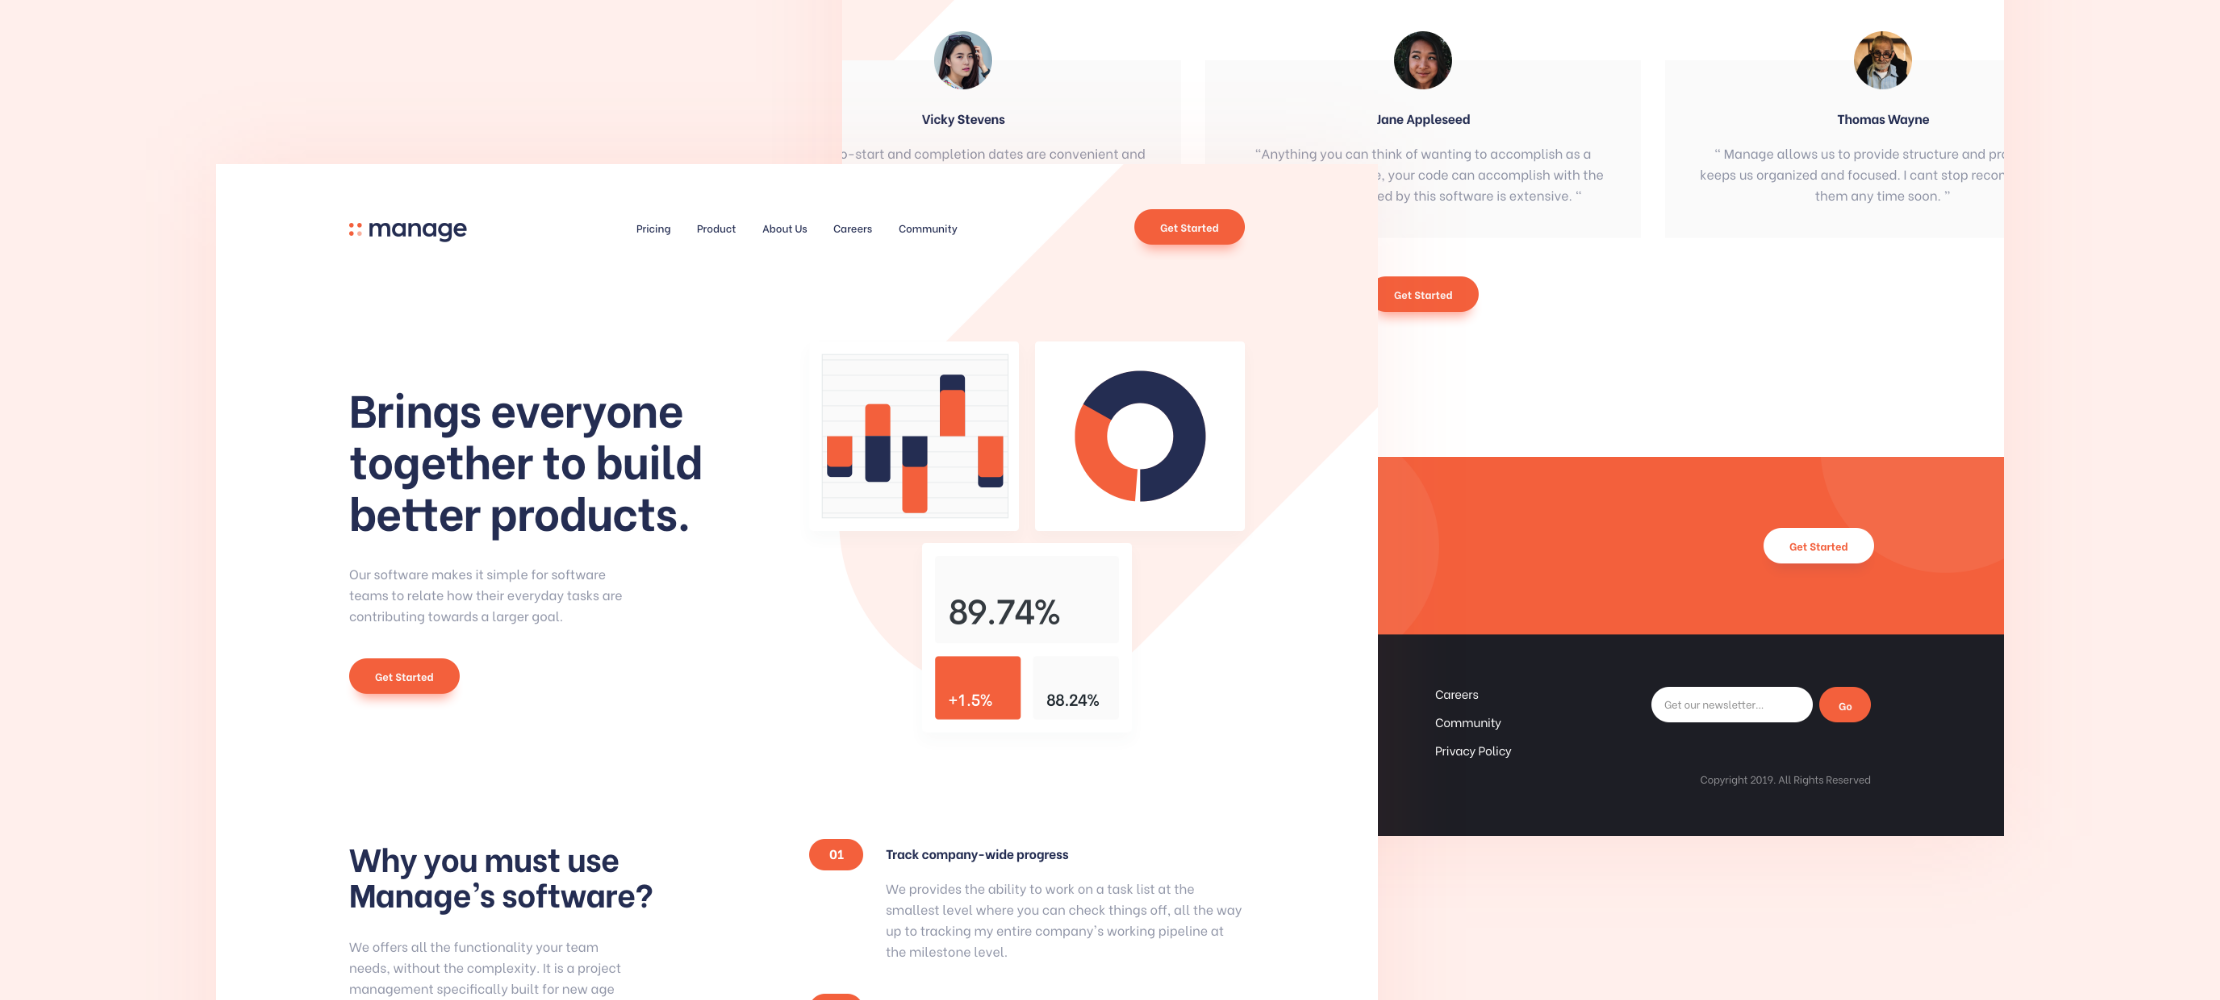 Vicky Stevens
Jane Appleseed
Thomas Wayne
o-start and completion dates are convenient and
“Anything you can think of wanting to accomplish as a
, your code can accomplish with the
ed by this software is extensive. “
“ Manage allows us to provide structure and
keeps us organized and focused. I cant stop
them any time soon. ”
Get Started
Get Started
Careers
Community
Privacy Policy
Get our newsletter...
Go
Copyright 2019. All Rights Reserved
manage
Pricing
Product
About Us
Careers
Community
Get Started
Brings everyone
together to build
better products.
Our software makes it simple for software
teams to relate how their everyday tasks are
contributing towards a larger goal.
Get Started
89.74%
+1.5%
88.24%
Why you must use
Manage’s software?
We offers all the functionality your team
needs, without the complexity. It is a project
management specifically built for new age
01
Track company-wide progress
We provides the ability to work on a task list at the
smallest level where you can check things off, all the way
up to tracking my entire company’s working pipeline at
the milestone level.